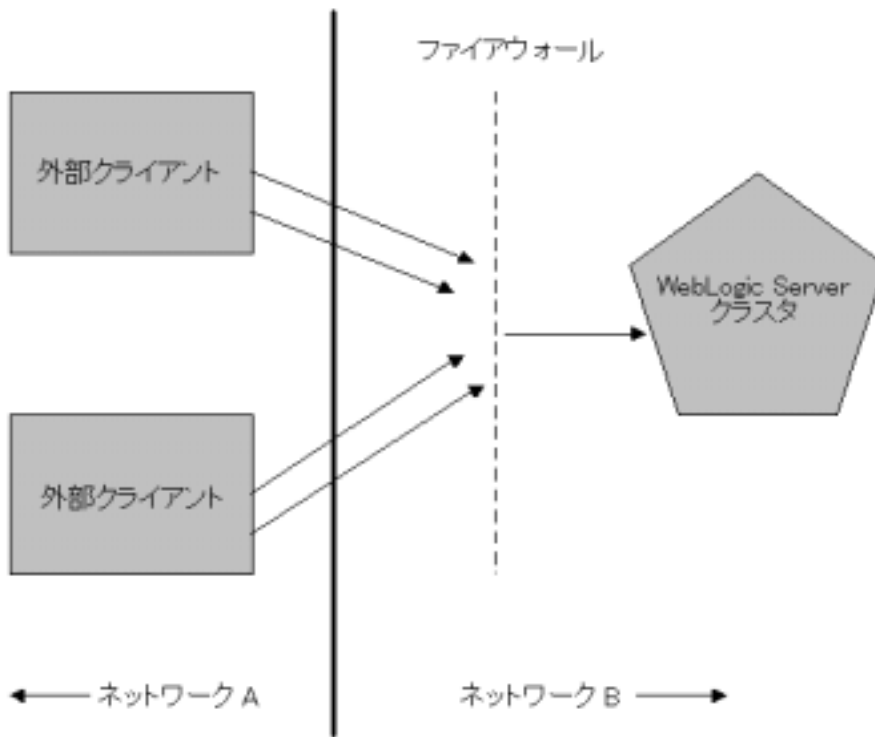 ファイアウォール
外部クライアント
WebLogic Server
クラスタ
外部クライアント
ネットワーク A
ネットワーク B